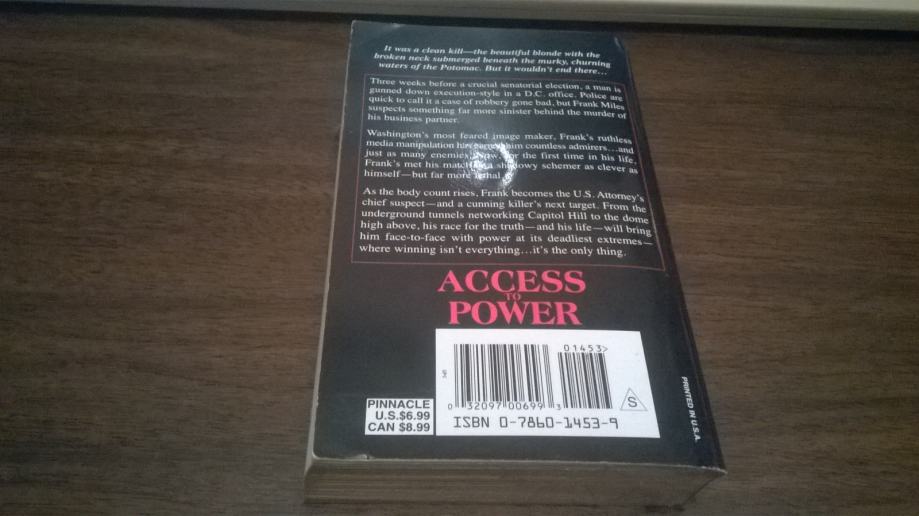 It was a clean kill—the beautiful blonde with the
broken neck submerged beneath the murky, churning
waters of the Potomac. But it wouldn't end there...
Three weeks before a crucial senatorial election, a man is
gunned down execution-style in a D.C. office. Police are
quick to call it a case of robbery gone bad, but Frank Miles
suspects something far more sinister behind the murder of
his business partner.
Washington's most feared image maker, Frank's ruthless
media manipulation him countless admirers...and
just as many enemies. Now, for the first time in his life,
Frank's met his match shadowy schemer as clever as
himself—but far more lethal.
As the body count rises, Frank becomes the U.S. Attorney's
chief suspect—and a cunning killer's next target. From the
underground tunnels networking Capitol Hill to the dome
high above, his race for the truth—and his life—will bring
him face-to-face with power at its deadliest extremes—
where winning isn't everything...it's the only thing.
ACCESS
TO
POWER
01453>
0 32097 00699 3
S
PINNACLE
U.S.$6.99
CAN $8.99
ISBN 0-7860-1453-9
PRINTED IN U.S.A.